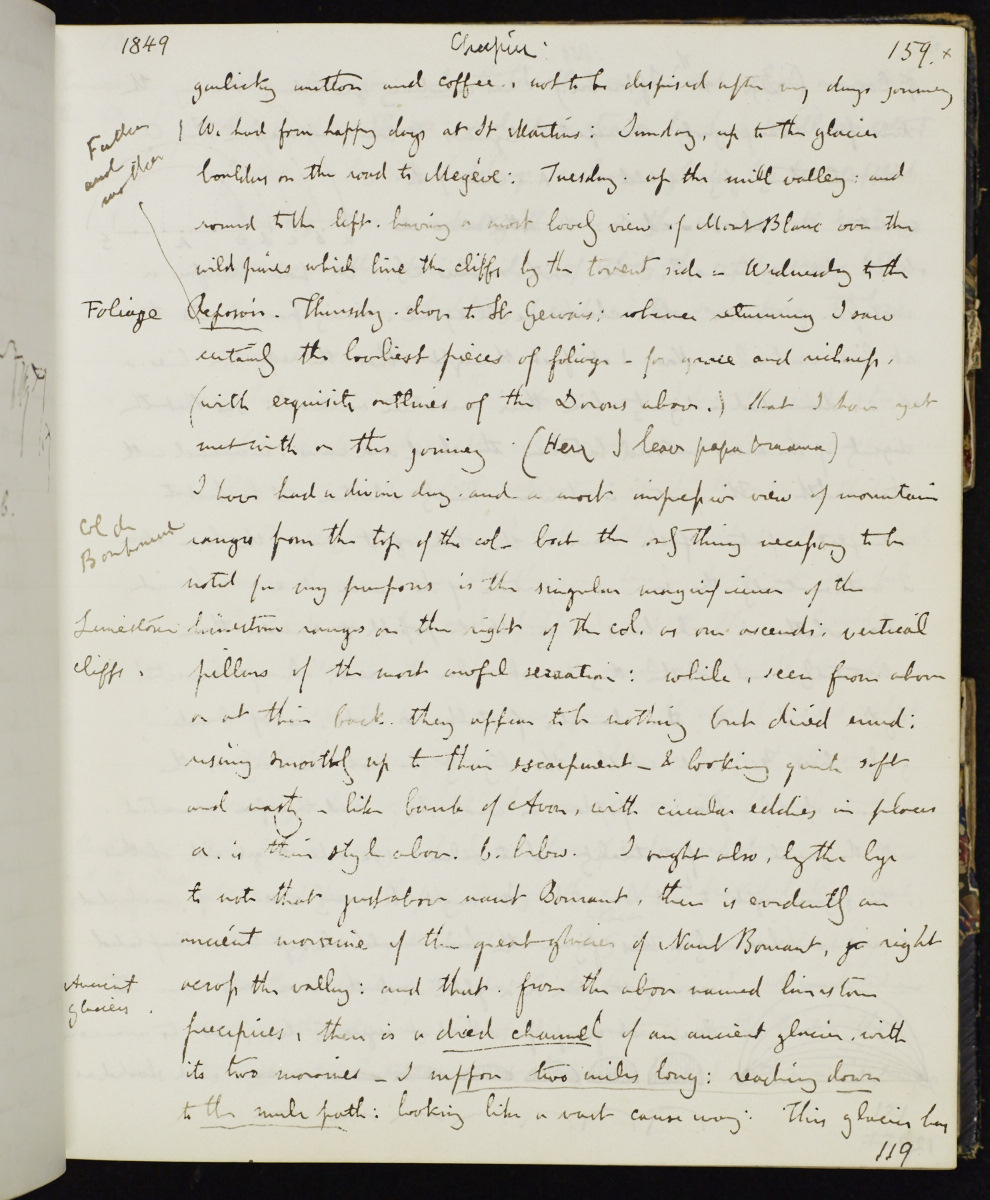 1849
Chapiu:
159. x
garlicky mutton and coffee., not to be despised after my days journey
Father and mother
| We had four happy days at St Martins: Sunday, up to the glacier
boulders on the road to Megève: Tuesday. up the mill valley: and
round to the left. having a most lovely view of Mont Blanc over the
wild pines which line the cliffs by the torrent side - Wednesday to the
Foliage
Reposoir. Thursday. drove to St Gervais: whence returning I saw
certainly the loveliest pieces of foliage - for grace and richness.
(with exquisite outlines of the Dorons above.) that I have yet
met with on this journey. (Here I leave papa & mama)
I have had a divine day. and a most impressive view of mountain
Col de Bonhomme
ranges from the top of the col - but the only thing necessary to be
noted for my purpose is the singular magnificence of the
Limestone cliffs.
limestone ranges on the right of the col. as one ascends: vertical
pillars of the most awful serration: while, seen from above
or at their back. they appear to be nothing but dried mud:
rising smoothly up to their escarpment - & looking quite soft
and vast - like bank of Avon, with circular eddies in places
a. is their style above. b. below. I ought also, by the bye
to note that just above nant Borrant, there is evidently an
ancient moraine of the great glacier of Nant Borrant, right
Ancient glaciers.
across the valley: and that. from the above named limestone
precipices, there is a dried channel of an ancient glacier, with
its two moraines - I suppose two miles long: reaching down
to the mule path: looking like a vast causeway: This glacier has
119